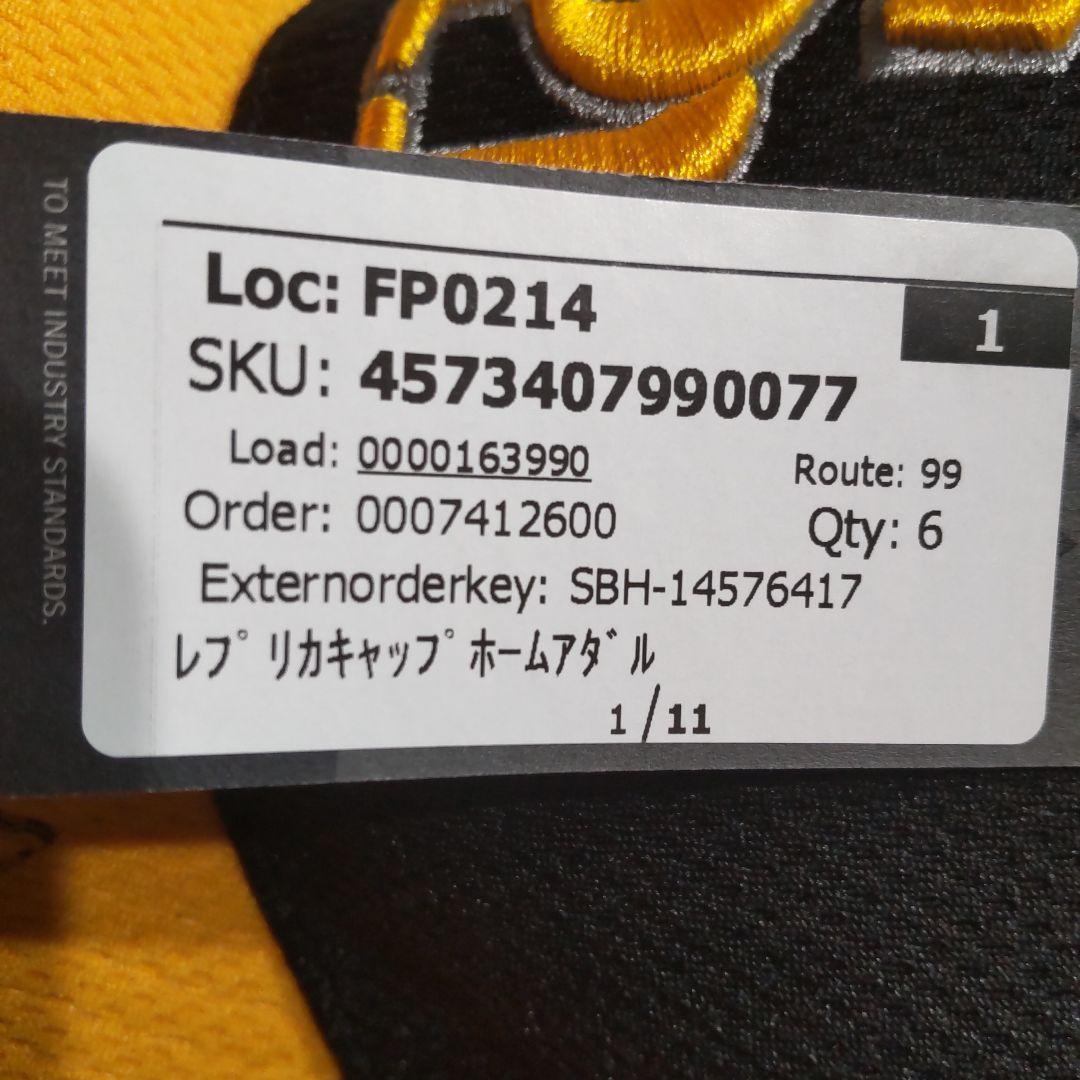 TO MEET INDUSTRY STANDARDS.
Loc: FP0214
1
SKU: 4573407990077
Load: 0000163990
Route: 99
Order: 0007412600
Qty: 6
Externorderkey: SBH-14576417
ﾚﾌﾟﾘｶｷｬｯﾌﾟﾎｰﾑｱﾀﾞﾙ
1/11